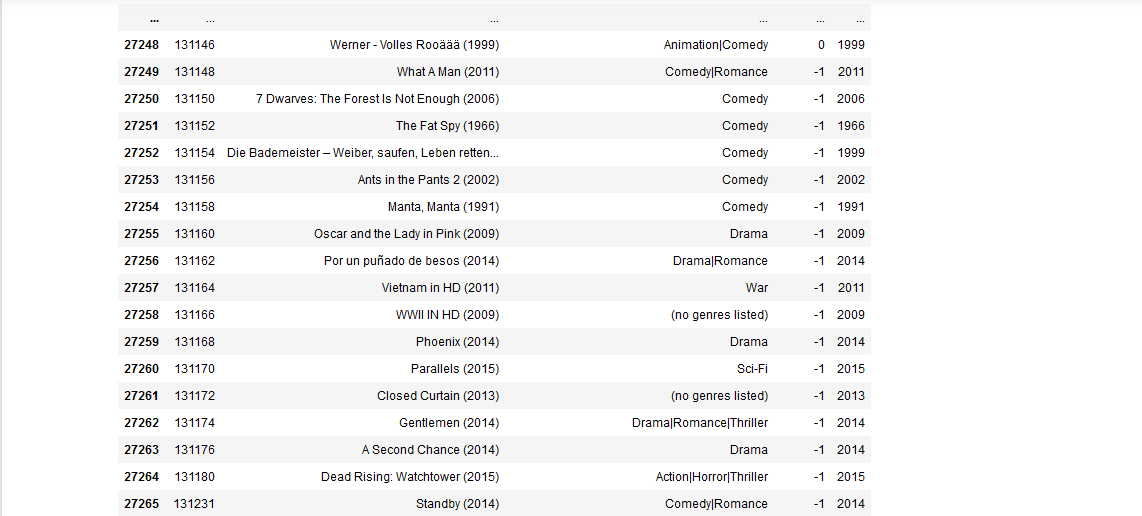 ... ... ... ... ... ...
27248 131146 Werner - Volles Rooäää (1999) Animation|Comedy 0 1999
27249 131148 What A Man (2011) Comedy|Romance -1 2011
27250 131150 7 Dwarves: The Forest Is Not Enough (2006) Comedy -1 2006
27251 131152 The Fat Spy (1966) Comedy -1 1966
27252 131154 Die Bademeister – Weiber, saufen, Leben retten... Comedy -1 1999
27253 131156 Ants in the Pants 2 (2002) Comedy -1 2002
27254 131158 Manta, Manta (1991) Comedy -1 1991
27255 131160 Oscar and the Lady in Pink (2009) Drama -1 2009
27256 131162 Por un puñado de besos (2014) Drama|Romance -1 2014
27257 131164 Vietnam in HD (2011) War -1 2011
27258 131166 WWII IN HD (2009) (no genres listed) -1 2009
27259 131168 Phoenix (2014) Drama -1 2014
27260 131170 Parallels (2015) Sci-Fi -1 2015
27261 131172 Closed Curtain (2013) (no genres listed) -1 2013
27262 131174 Gentlemen (2014) Drama|Romance|Thriller -1 2014
27263 131176 A Second Chance (2014) Drama -1 2014
27264 131180 Dead Rising: Watchtower (2015) Action|Horror|Thriller -1 2015
27265 131231 Standby (2014) Comedy|Romance -1 2014